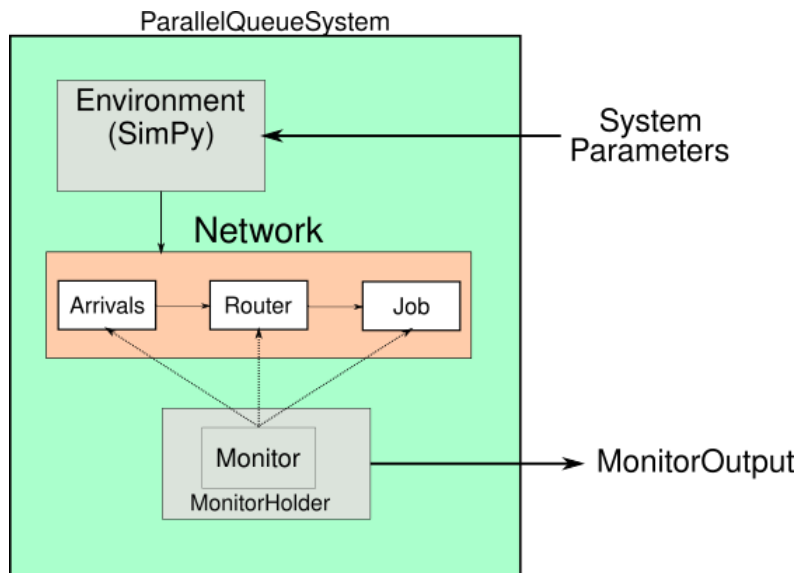 ParallelQueueSystem
Environment
(SimPy)
System
Parameters
Network
Arrivals
Router
Job
Monitor
MonitorHolder
MonitorOutput